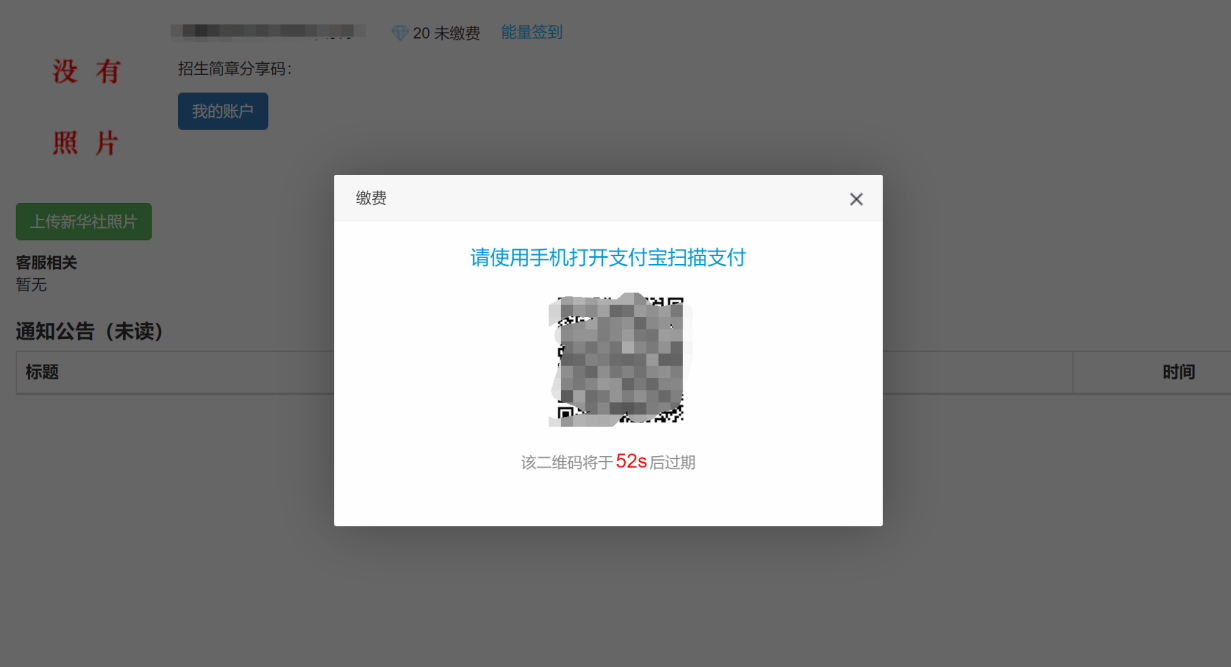 20 未缴费 能量签到
没 有
照 片
招生简章分享码：
我的账户
上传新华社照片
客服相关
暂无
通知公告（未读）
标题 时间
缴费 ×
请使用手机打开支付宝扫描支付
该二维码将于52s后过期